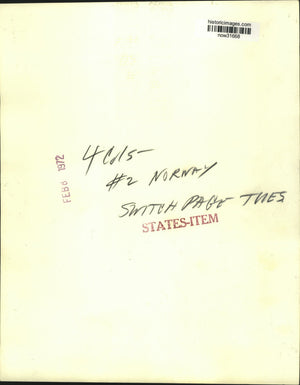 historicimages.com
now31668
FEB 8 1972
4 Cols-
#2 NORWAY
SWITCH PAGE TUES
STATES-ITEM